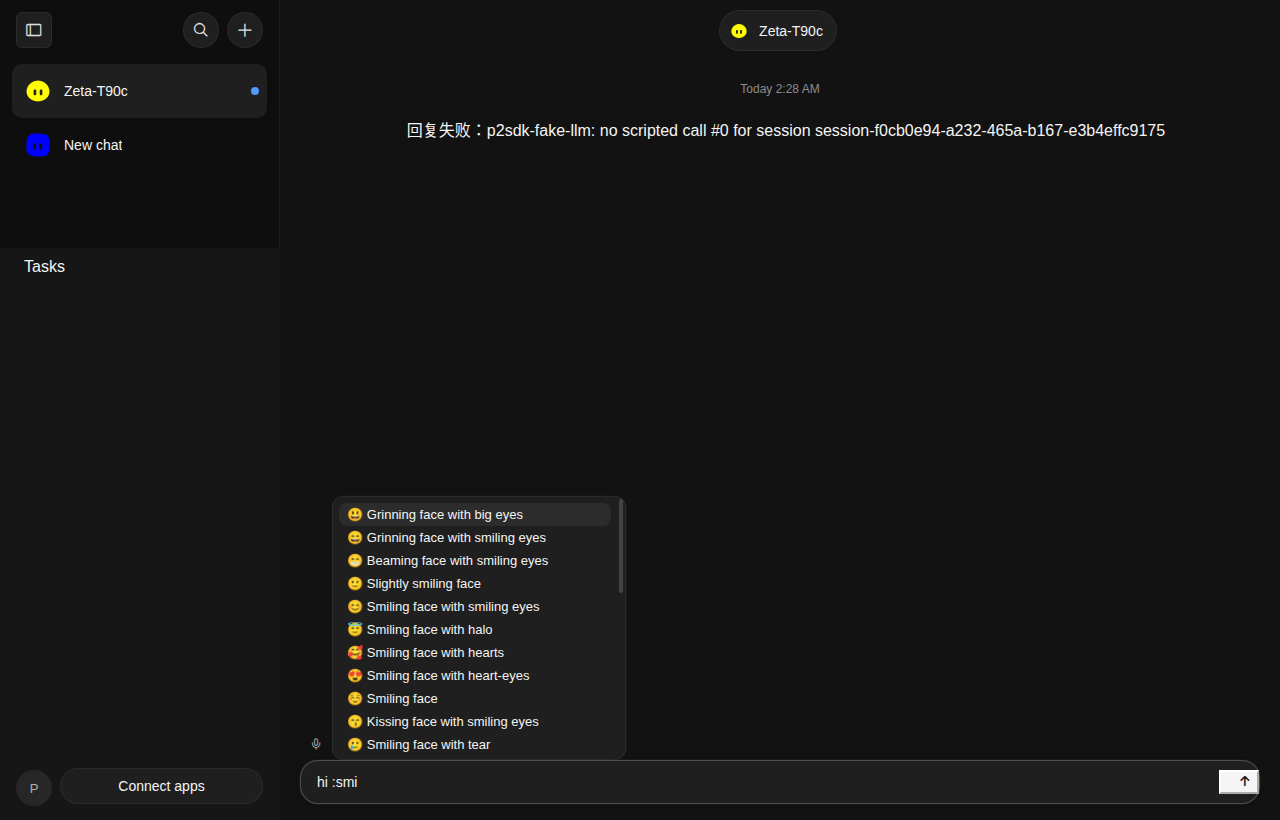 Zeta-T90c
New chat
Tasks
P
Connect apps
Zeta-T90c
Today 2:28 AM
回复失败：p2sdk-fake-llm: no scripted call #0 for session session-f0cb0e94-a232-465a-b167-e3b4effc9175
😃 Grinning face with big eyes
😄 Grinning face with smiling eyes
😁 Beaming face with smiling eyes
🙂 Slightly smiling face
😊 Smiling face with smiling eyes
😇 Smiling face with halo
🥰 Smiling face with hearts
😍 Smiling face with heart-eyes
☺️ Smiling face
😙 Kissing face with smiling eyes
🥲 Smiling face with tear
hi :smi